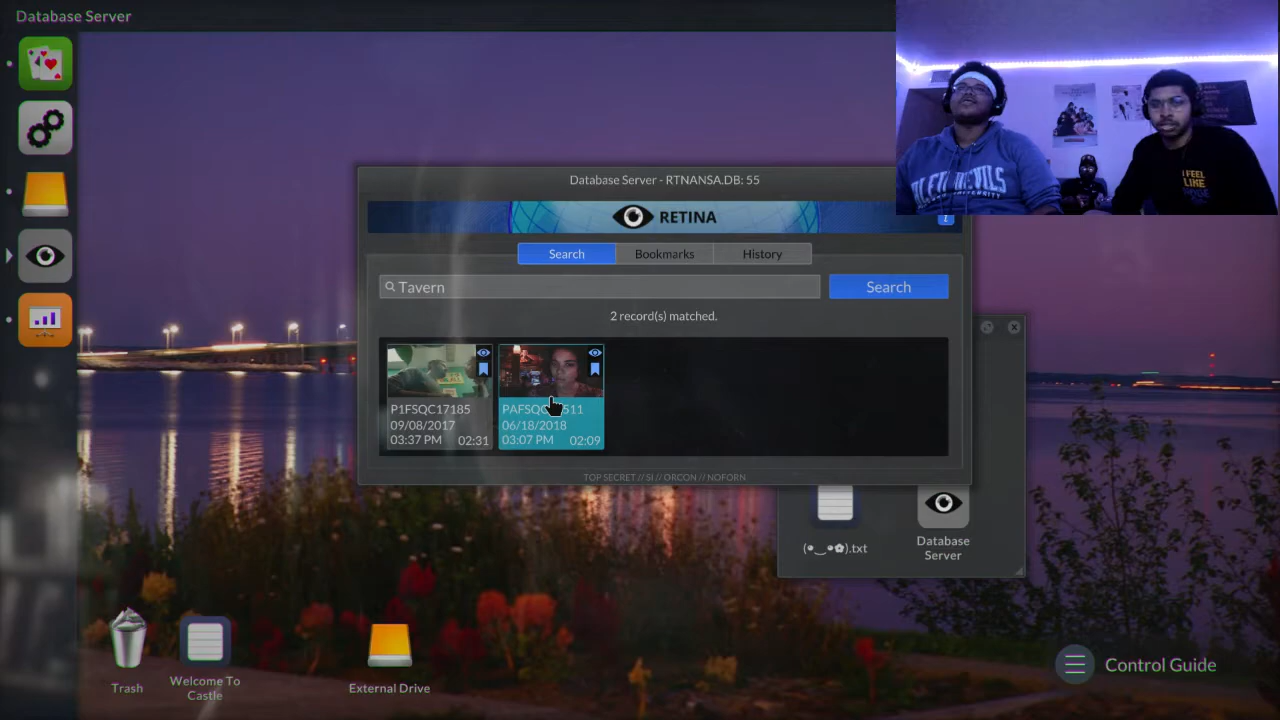 Database Server
Database Server - RTNANSA.DB: 55
RETINA
Search
Bookmarks
History
Tavern
Search
2 record(s) matched.
P1FSQC17185
09/08/2017
03:37 PM
02:31
06/18/2018
03:07 PM
02:09
TOP SECRET // SI // ORCON // NOFORN
(•‿•✿).txt
Database
Server
Trash
Welcome To
Castle
External Drive
Control Guide
I FEEL
LIKE